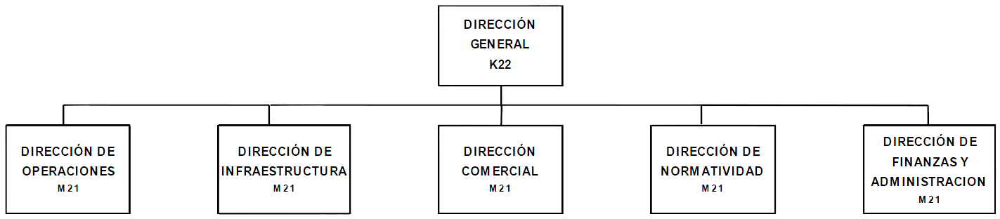 DIRECCIÓN
GENERAL
K22
DIRECCIÓN DE
OPERACIONES
M21
DIRECCIÓN DE
INFRAESTRUCTURA
M21
DIRECCIÓN
COMERCIAL
M21
DIRECCIÓN DE
NORMATIVIDAD
M21
DIRECCIÓN DE
FINANZAS Y
ADMINISTRACION
M21